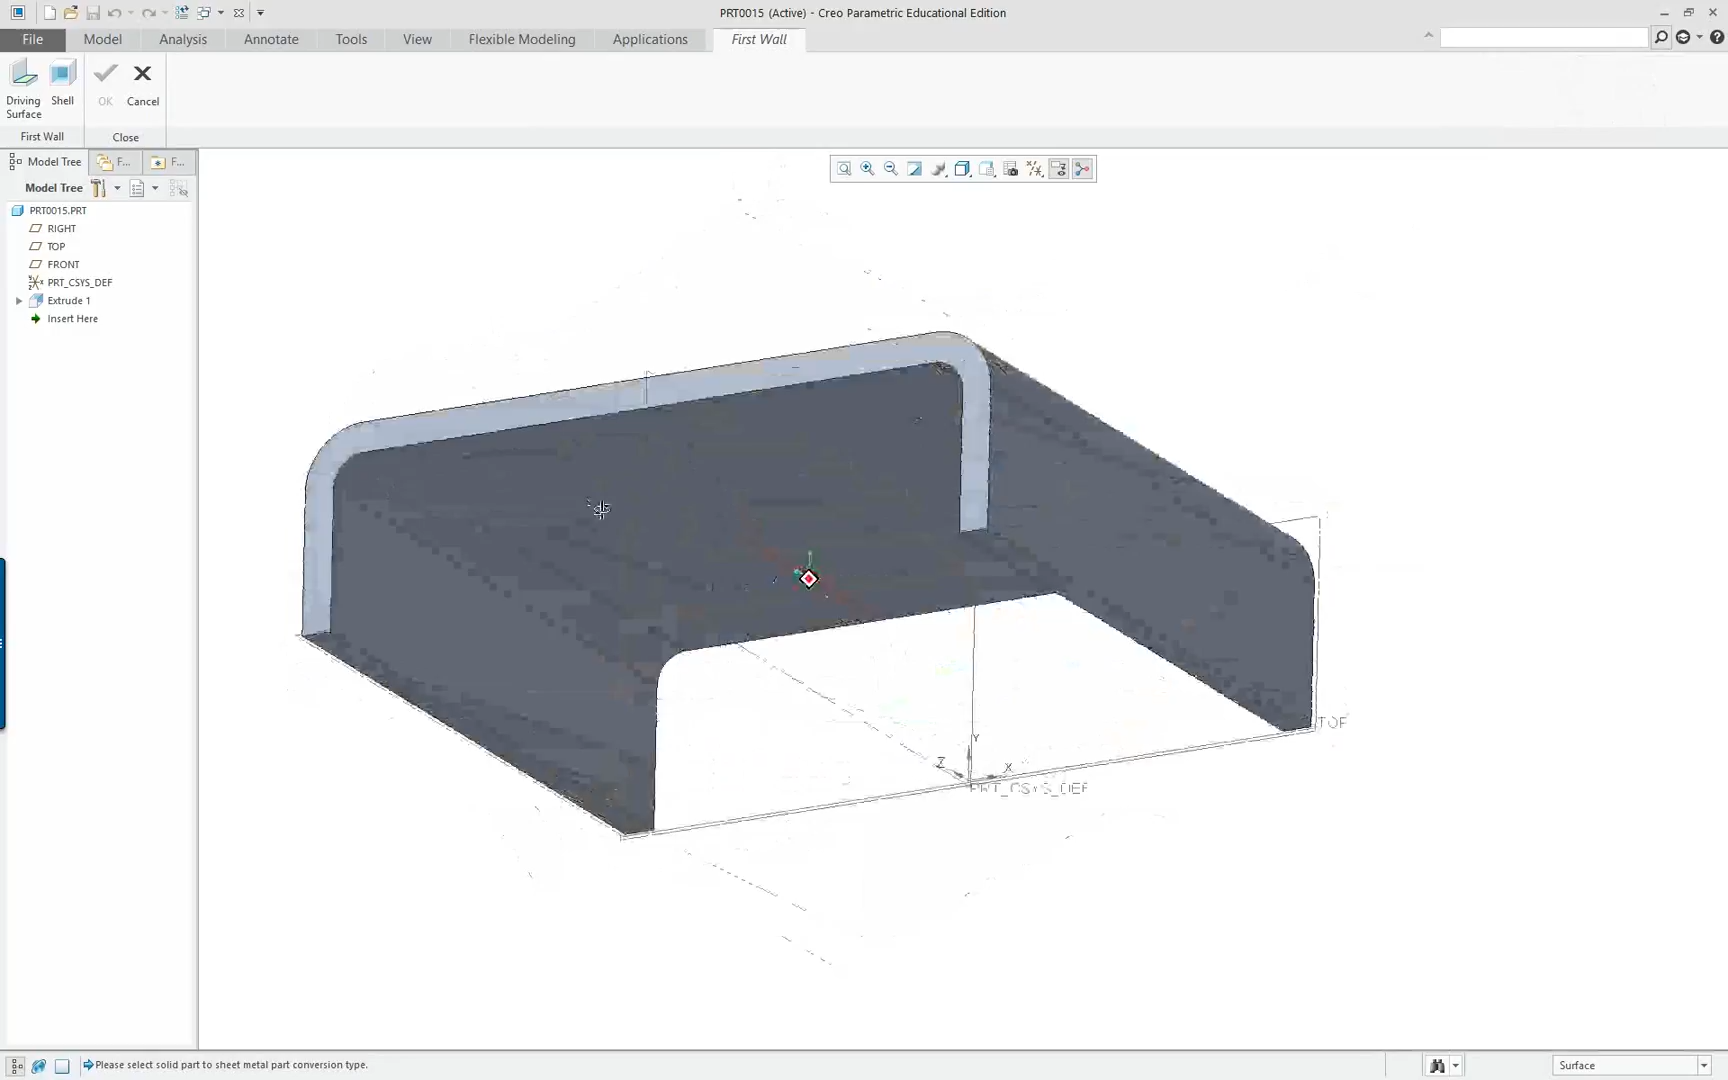 PRT0015 (Active) - Creo Parametric Educational Edition
File
Model
Analysis
Annotate
Tools
View
Flexible Modeling
Applications
First Wall
Driving
Surface
Shell
OK
Cancel
First Wall
Close
Model Tree
F...
F...
Model Tree
PRT0015.PRT
RIGHT
TOP
FRONT
PRT_CSYS_DEF
Extrude 1
Insert Here
TOP
Y
Z
X
PRT_CSYS_DEF
Please select solid part to sheet metal part conversion type.
Surface